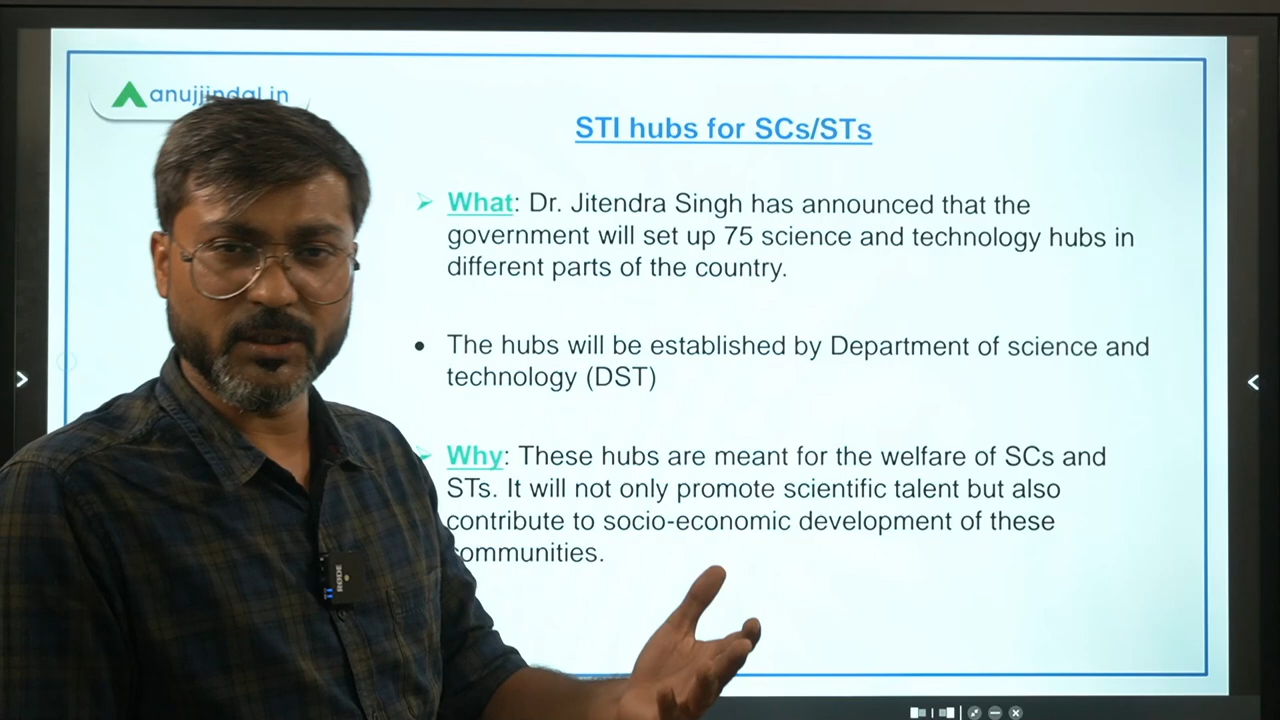 anujjindal.in
STI hubs for SCs/STs
What: Dr. Jitendra Singh has announced that the
government will set up 75 science and technology hubs in
different parts of the country.
The hubs will be established by Department of science and
technology (DST)
Why: These hubs are meant for the welfare of SCs and
STs. It will not only promote scientific talent but also
contribute to socio-economic development of these
communities.
RODE